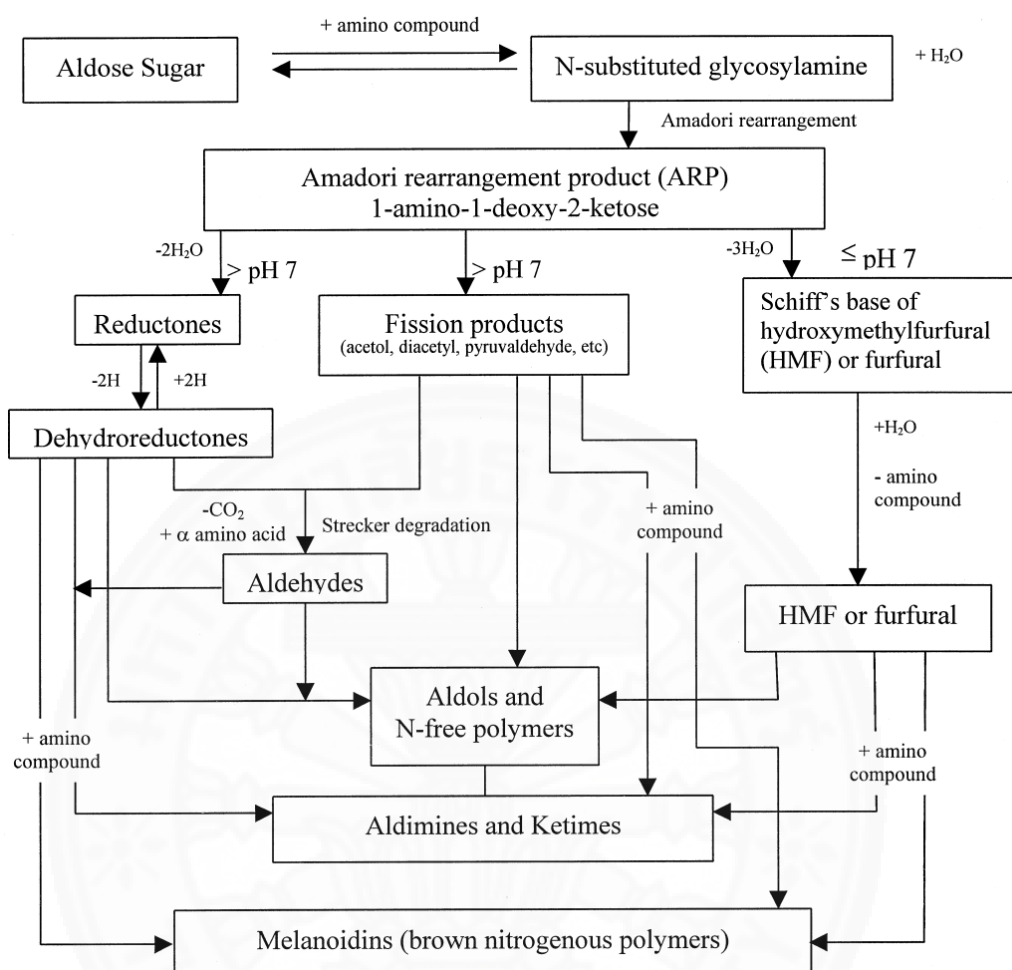 + amino compound
Aldose Sugar
N-substituted glycosylamine
+ H₂O
Amadori rearrangement
Amadori rearrangement product (ARP)
1-amino-1-deoxy-2-ketose
-2H₂O
> pH 7
> pH 7
-3H₂O
≤ pH 7
Reductones
Fission products
(acetol, diacetyl, pyruvaldehyde, etc)
Schiff's base of
hydroxymethylfurfural
(HMF) or furfural
-2H
+2H
Dehydroreductones
+H₂O
- amino
compound
-CO₂
+ α amino acid
Strecker degradation
+ amino
compound
Aldehydes
HMF or furfural
Aldols and
N-free polymers
+ amino
compound
+ amino
compound
Aldimines and Ketimes
Melanoidins (brown nitrogenous polymers)